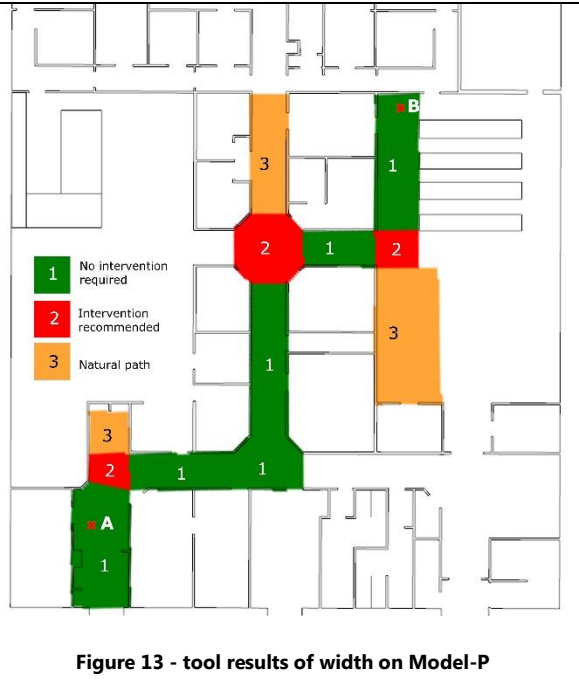 B
3
1
2
1
2
1
No intervention
required
2
Intervention
recommended
3
Natural path
1
3
3
2
1
1
A
1
Figure 13 - tool results of width on Model-P